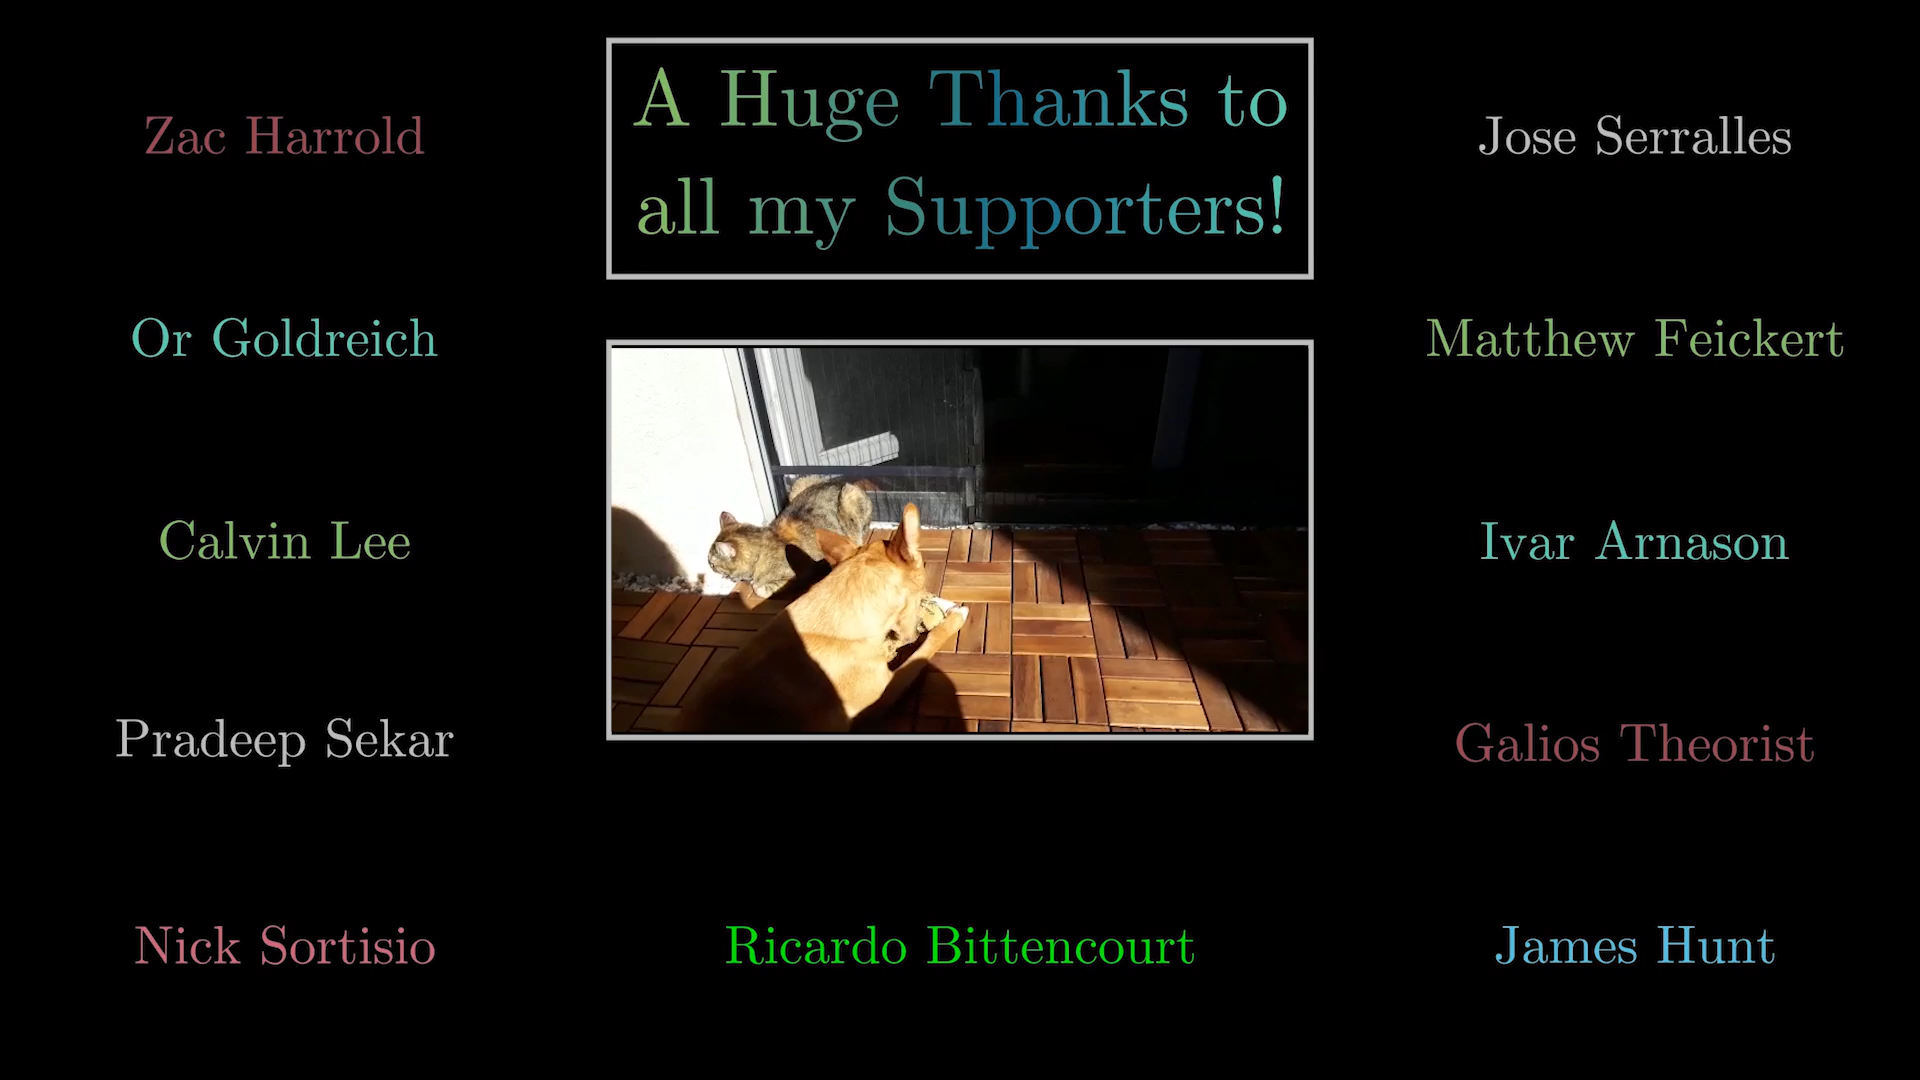 A Huge Thanks to
all my Supporters!
Zac Harrold
Jose Serralles
Or Goldreich
Matthew Feickert
Calvin Lee
Ivar Arnason
Pradeep Sekar
Galios Theorist
Nick Sortisio
Ricardo Bittencourt
James Hunt